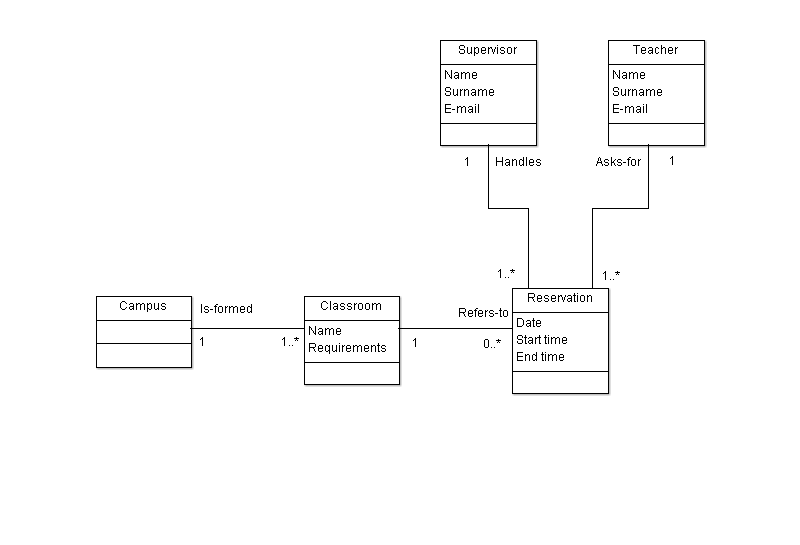 Supervisor
Name
Surname
E-mail
Teacher
Name
Surname
E-mail
1
Handles
Asks-for
1
1..*
1..*
Campus
Is-formed
1
1..*
Classroom
Name
Requirements
Refers-to
1
0..*
Reservation
Date
Start time
End time